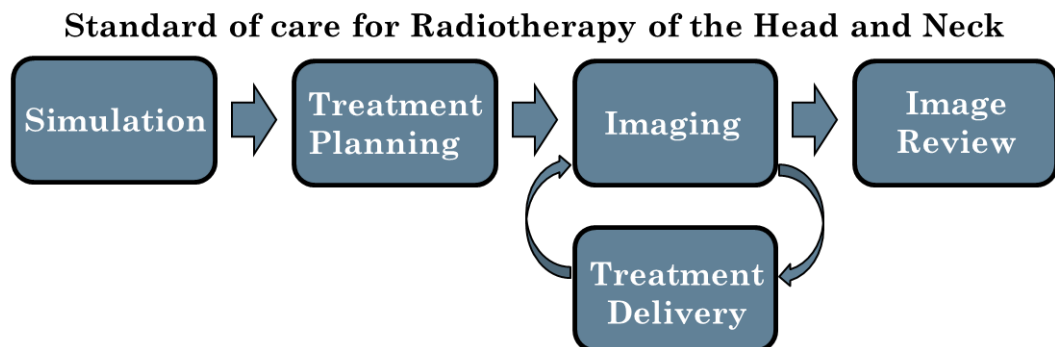 Standard of care for Radiotherapy of the Head and Neck
Simulation
Treatment
Planning
Imaging
Image
Review
Treatment
Delivery